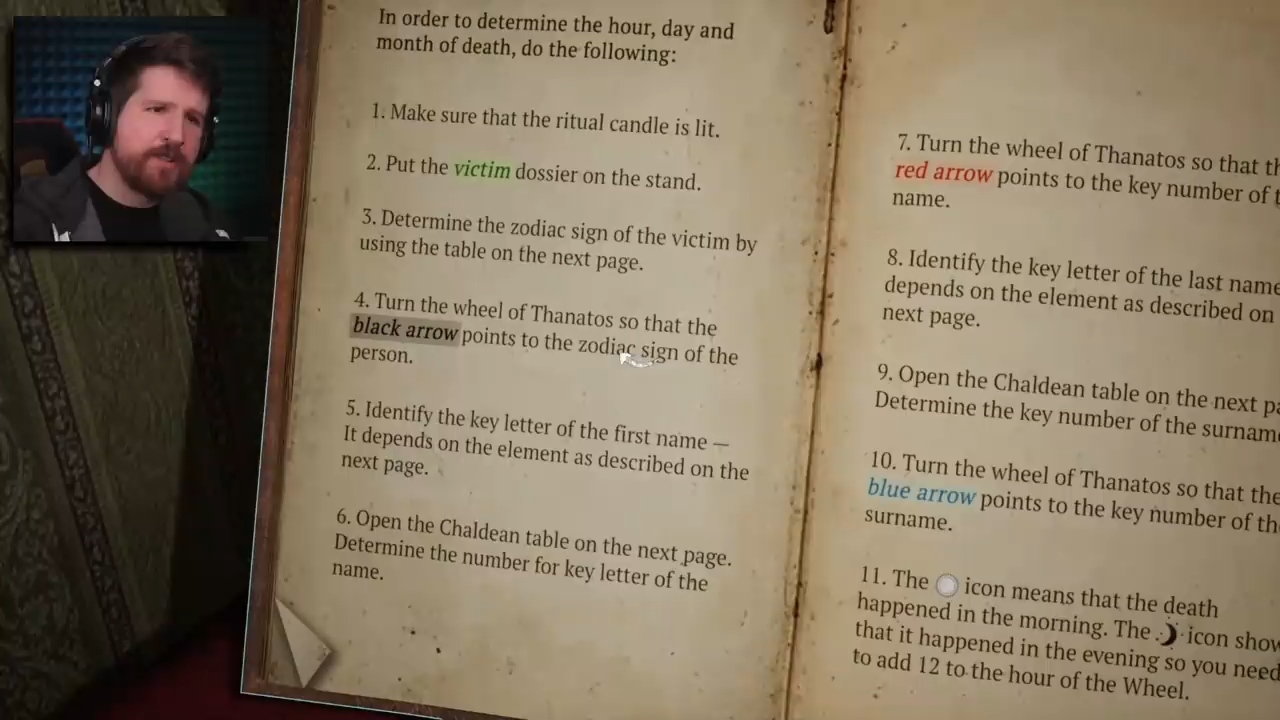 In order to determine the hour, day and
month of death, do the following:
1. Make sure that the ritual candle is lit.
2. Put the victim dossier on the stand.
3. Determine the zodiac sign of the victim by
using the table on the next page.
4. Turn the wheel of Thanatos so that the
black arrow points to the zodiac sign of the
person.
5. Identify the key letter of the first name —
It depends on the element as described on the
next page.
6. Open the Chaldean table on the next page.
Determine the number for key letter of the
name.
7. Turn the wheel of Thanatos so that
red arrow points to the key number of
name.
8. Identify the key letter of the last name
depends on the element as described on
next page.
9. Open the Chaldean table on the next
Determine the key number of the
10. Turn the wheel of Thanatos so that the
blue arrow points to the key number of
surname.
11. The icon means that the death
happened in the morning. The icon
that it happened in the evening so you need
to add 12 to the hour of the Wheel.